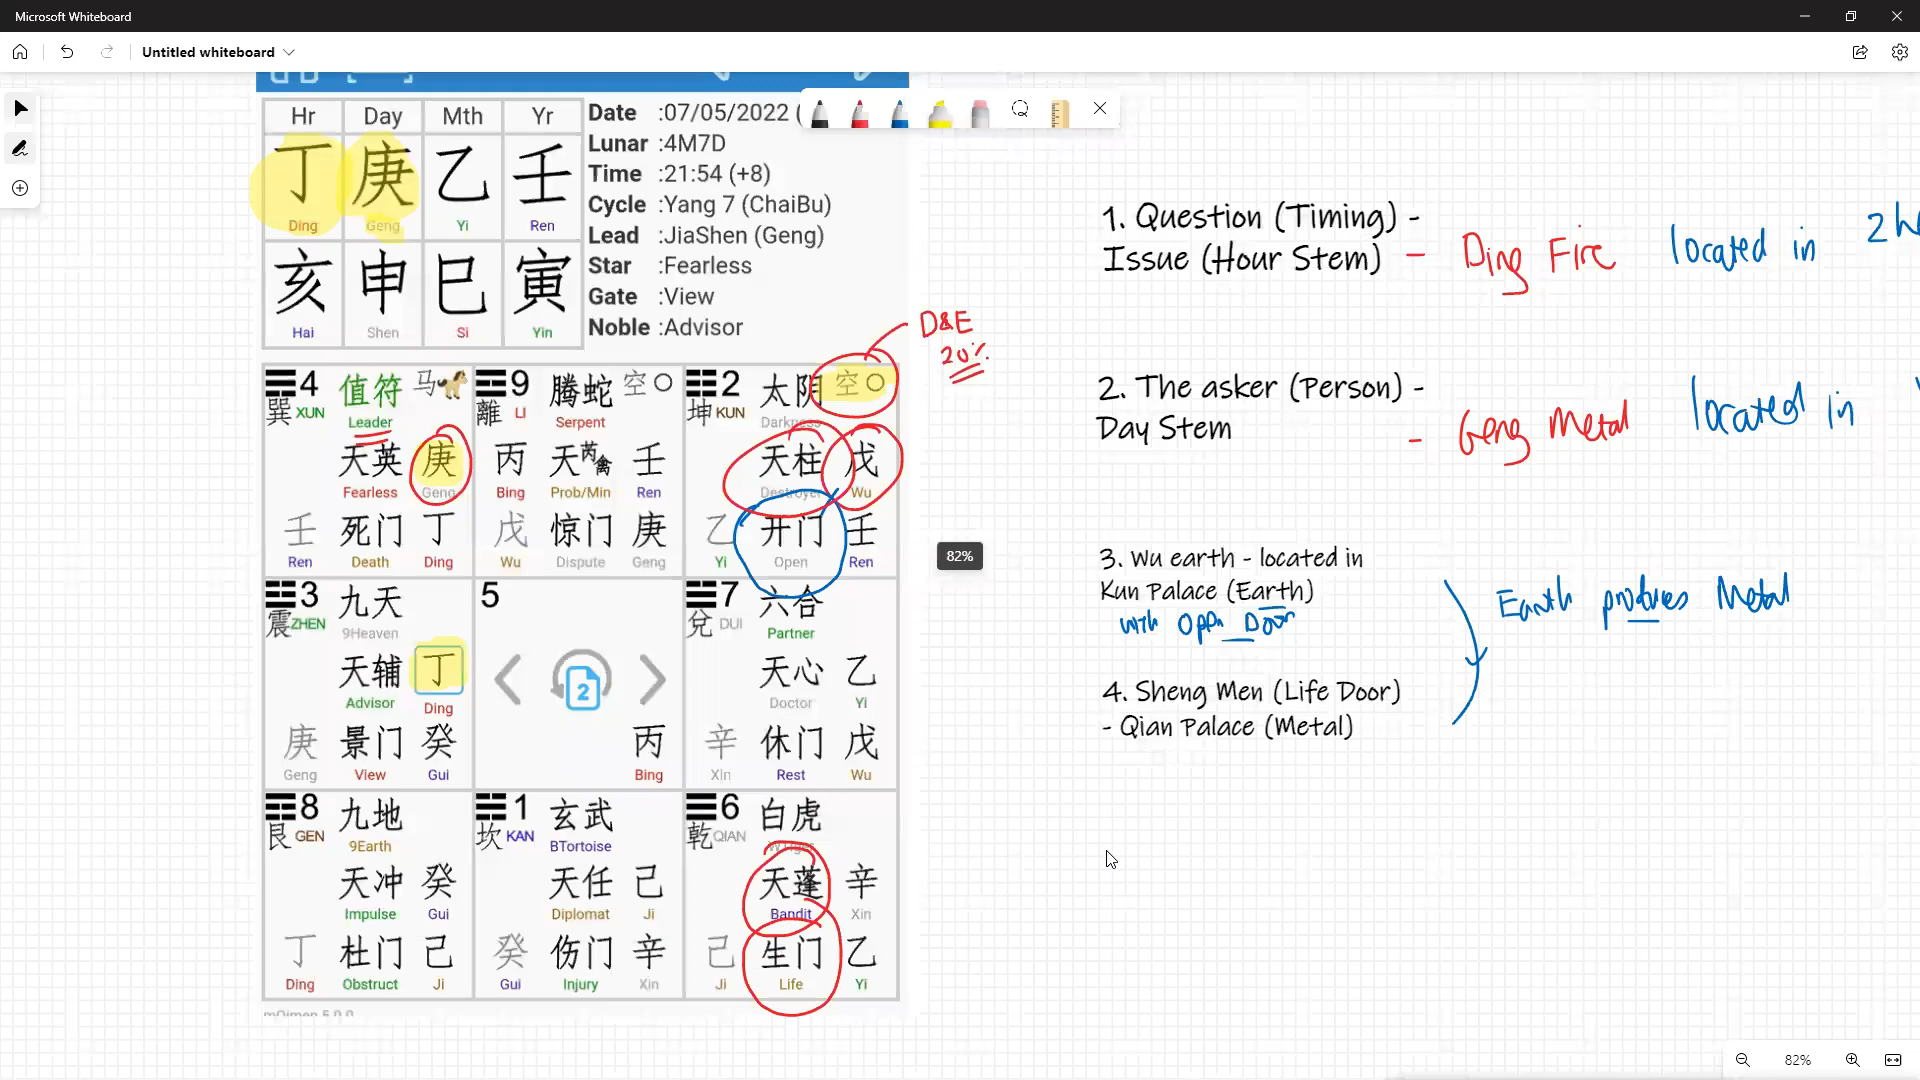 Microsoft Whiteboard
Untitled whiteboard
Hr Day Mth Yr
丁 庚 乙 壬
Ding Geng Yi Ren
亥 申 巳 寅
Hai Shen Si Yin
Date :07/05/2022 (
Lunar :4M7D
Time :21:54 (+8)
Cycle :Yang 7 (ChaiBu)
Lead :JiaShen (Geng)
Star :Fearless
Gate :View
Noble :Advisor
D&E
20%
4 值符 马
巽 XUN Leader
天英 庚
Fearless Geng
壬 死门 丁
Ren Death Ding
9 腾蛇 空
離 LI Serpent
丙 天芮禽 壬
Bing Prob/Min Ren
戊 惊门 庚
Wu Dispute Geng
2 太阴 空
坤 KUN Darkness
天柱 戊
Destroyer Wu
乙 开门 壬
Yi Open Ren
3 九天
震 ZHEN 9Heaven
天辅 丁
Advisor Ding
庚 景门 癸
Geng View Gui
5
2
丙
Bing
7 六合
兌 DUI Partner
天心 乙
Doctor Yi
辛 休门 戊
Xin Rest Wu
8 九地
艮 GEN 9Earth
天冲 癸
Impulse Gui
丁 杜门 己
Ding Obstruct Ji
1 玄武
坎 KAN BTortoise
天任 己
Diplomat Ji
癸 伤门 辛
Gui Injury Xin
6 白虎
乾 QIAN WTiger
天蓬 辛
Bandit Xin
己 生门 乙
Ji Life Yi
mQimen 5.0.0
1. Question (Timing) -
Issue (Hour Stem) - Ding Fire located in
2. The asker (Person) -
Day Stem - Geng Metal located in
82%
3. Wu earth - located in
Kun Palace (Earth)
with Open Door
Earth produces Metal
4. Sheng Men (Life Door)
- Qian Palace (Metal)
82%